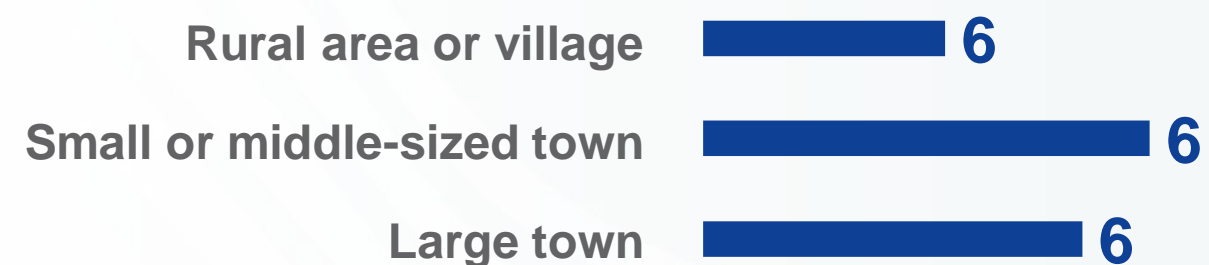 Rural area or village 6
Small or middle-sized town 6
Large town 6